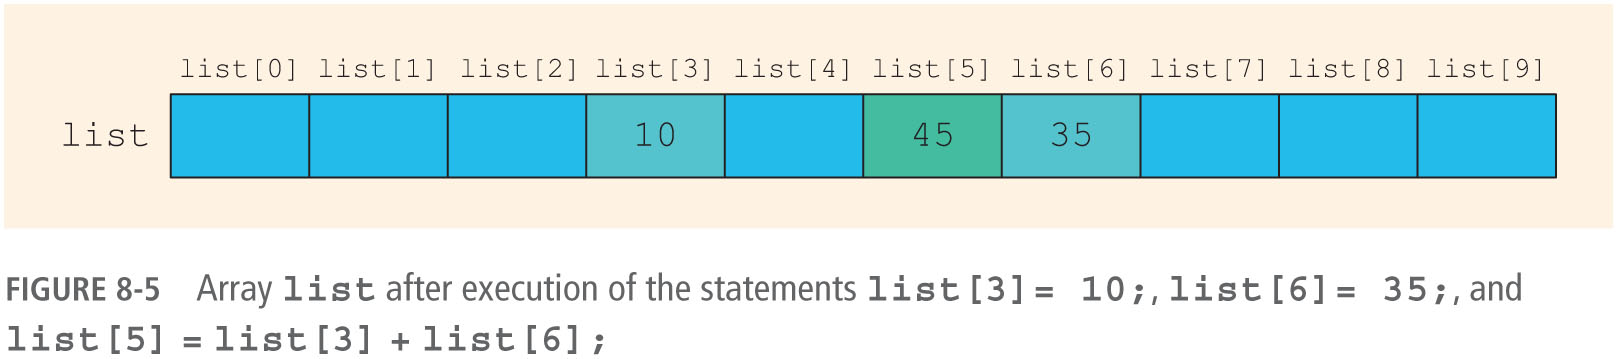 list[0] list[1] list[2] list[3] list[4] list[5] list[6] list[7] list[8] list[9]
list 10 45 35
FIGURE 8-5 Array list after execution of the statements list[3]= 10;, list[6]= 35;, and
list[5] = list[3] + list[6];